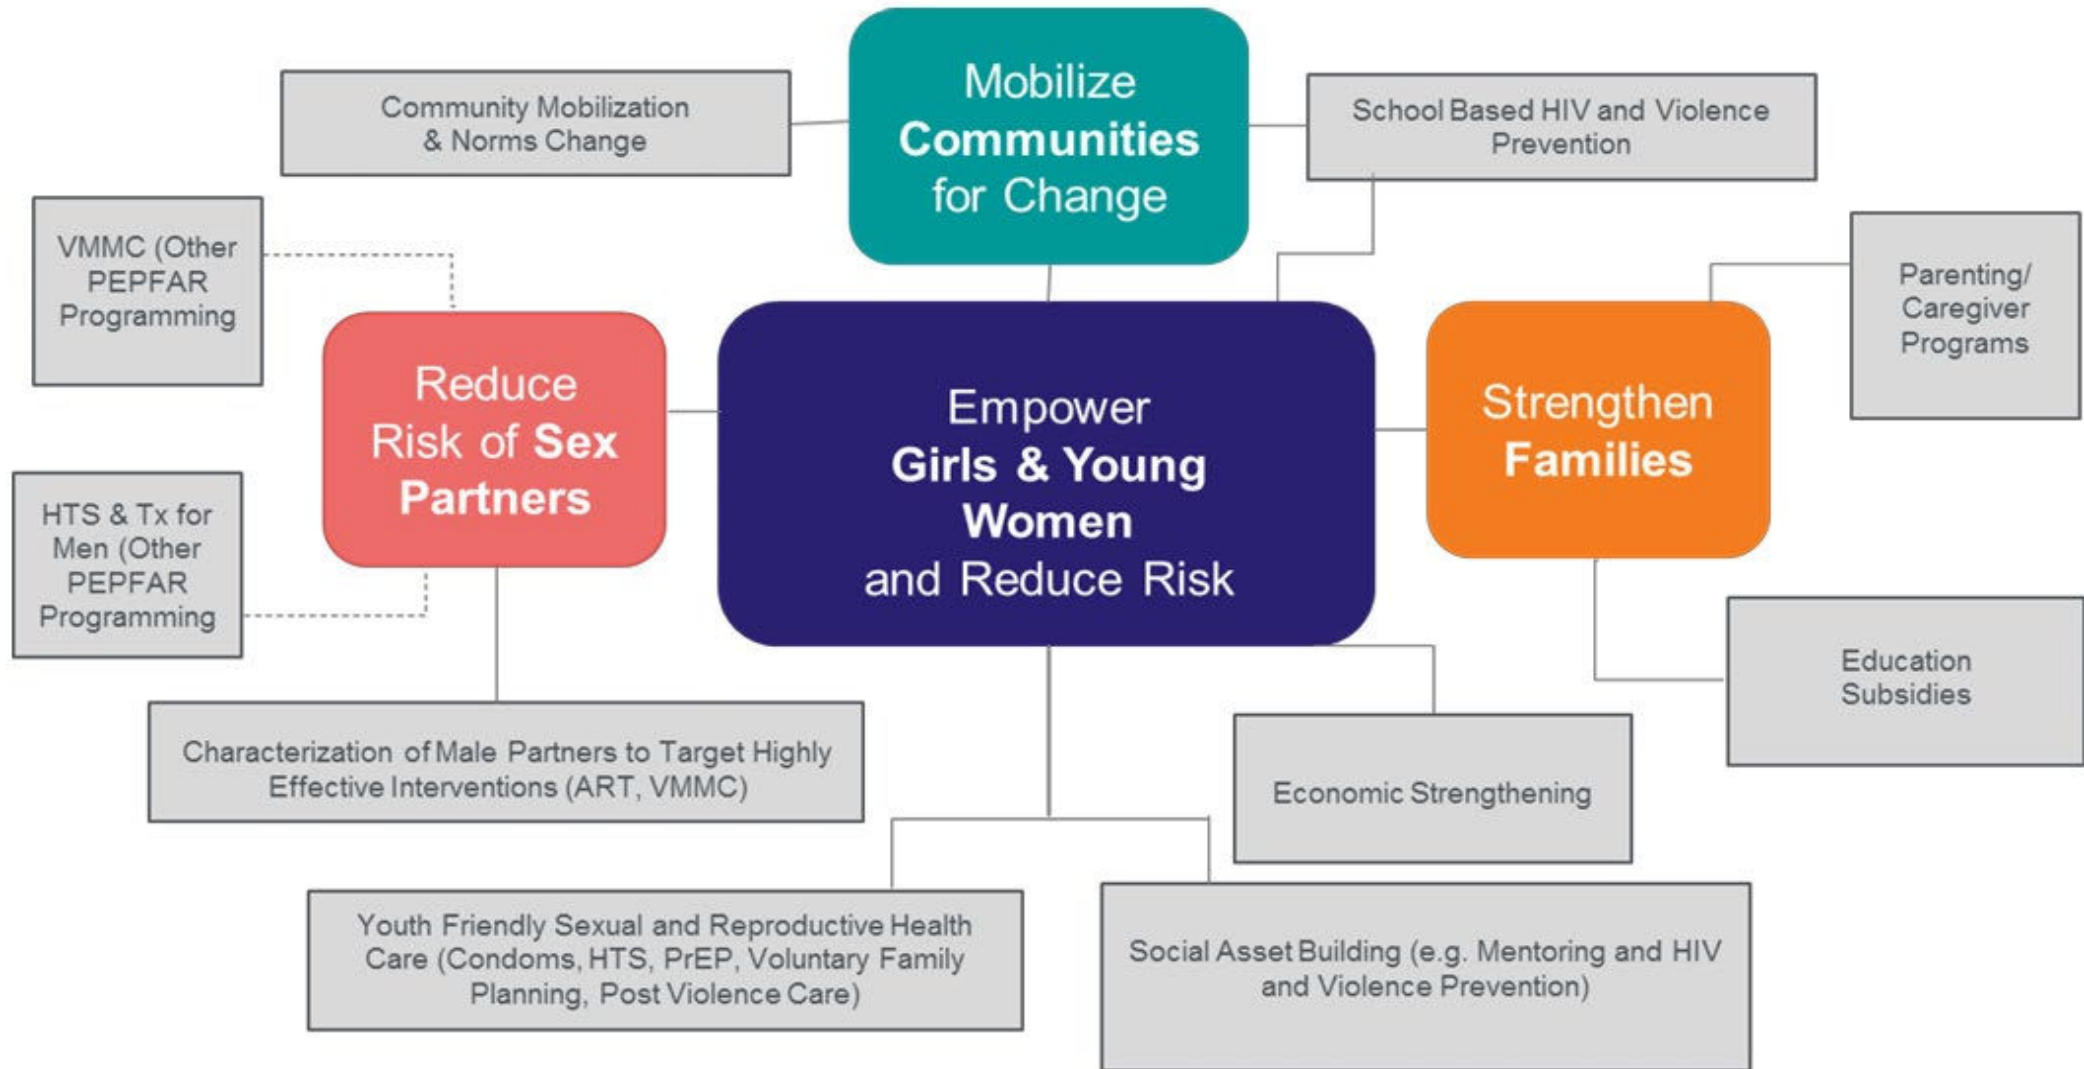 Mobilize
Communities
for Change
Community Mobilization
& Norms Change
School Based HIV and Violence
Prevention
VMMC (Other
PEPFAR
Programming
Parenting/
Caregiver
Programs
Reduce
Risk of Sex
Partners
Empower
Girls & Young
Women
and Reduce Risk
Strengthen
Families
HTS & Tx for
Men (Other
PEPFAR
Programming
Education
Subsidies
Characterization of Male Partners to Target Highly
Effective Interventions (ART, VMMC)
Economic Strengthening
Youth Friendly Sexual and Reproductive Health
Care (Condoms, HTS, PrEP, Voluntary Family
Planning, Post Violence Care)
Social Asset Building (e.g. Mentoring and HIV
and Violence Prevention)